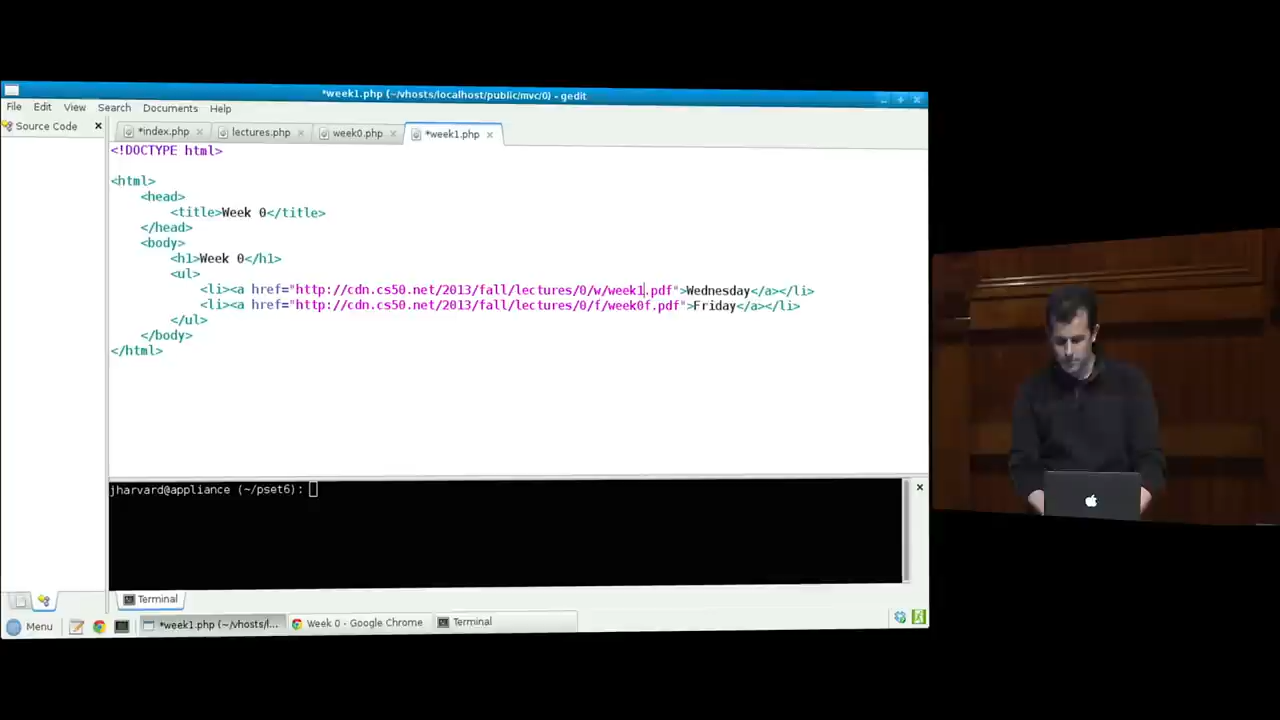 *week1.php (~/vhosts/localhost/public/mvc/0) - gedit
File Edit View Search Documents Help
Source Code
*index.php lectures.php week0.php *week1.php
<!DOCTYPE html>
<html>
<head>
<title>Week 0</title>
</head>
<body>
<h1>Week 0</h1>
<ul>
<li><a href="http://cdn.cs50.net/2013/fall/lectures/0/w/week1.pdf">Wednesday</a></li>
<li><a href="http://cdn.cs50.net/2013/fall/lectures/0/f/week0f.pdf">Friday</a></li>
</ul>
</body>
</html>
jharvard@appliance (~/pset6):
Terminal
Menu *week1.php (~/vhosts/l... Week 0 - Google Chrome Terminal